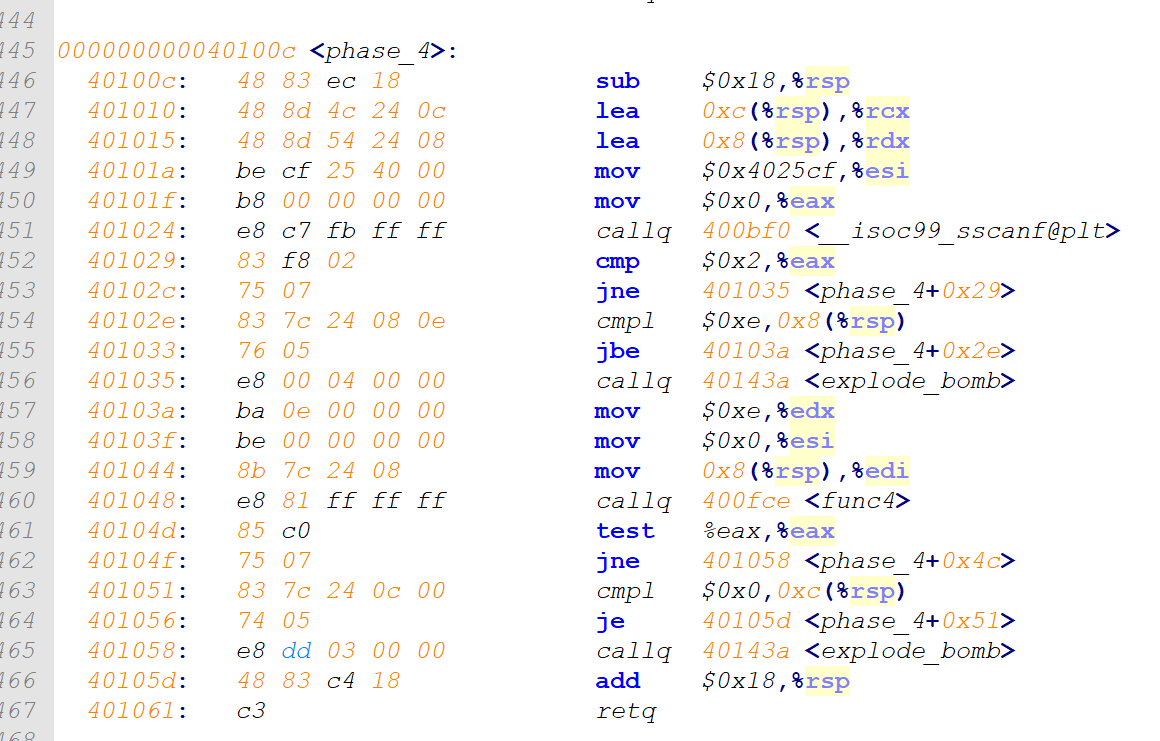 444
445 000000000040100c <phase_4>:
446 40100c: 48 83 ec 18 sub $0x18,%rsp
447 401010: 48 8d 4c 24 0c lea 0xc(%rsp),%rcx
448 401015: 48 8d 54 24 08 lea 0x8(%rsp),%rdx
449 40101a: be cf 25 40 00 mov $0x4025cf,%esi
450 40101f: b8 00 00 00 00 mov $0x0,%eax
451 401024: e8 c7 fb ff ff callq 400bf0 <__isoc99_sscanf@plt>
452 401029: 83 f8 02 cmp $0x2,%eax
453 40102c: 75 07 jne 401035 <phase_4+0x29>
454 40102e: 83 7c 24 08 0e cmpl $0xe,0x8(%rsp)
455 401033: 76 05 jbe 40103a <phase_4+0x2e>
456 401035: e8 00 04 00 00 callq 40143a <explode_bomb>
457 40103a: ba 0e 00 00 00 mov $0xe,%edx
458 40103f: be 00 00 00 00 mov $0x0,%esi
459 401044: 8b 7c 24 08 mov 0x8(%rsp),%edi
460 401048: e8 81 ff ff ff callq 400fce <func4>
461 40104d: 85 c0 test %eax,%eax
462 40104f: 75 07 jne 401058 <phase_4+0x4c>
463 401051: 83 7c 24 0c 00 cmpl $0x0,0xc(%rsp)
464 401056: 74 05 je 40105d <phase_4+0x51>
465 401058: e8 dd 03 00 00 callq 40143a <explode_bomb>
466 40105d: 48 83 c4 18 add $0x18,%rsp
467 401061: c3 retq